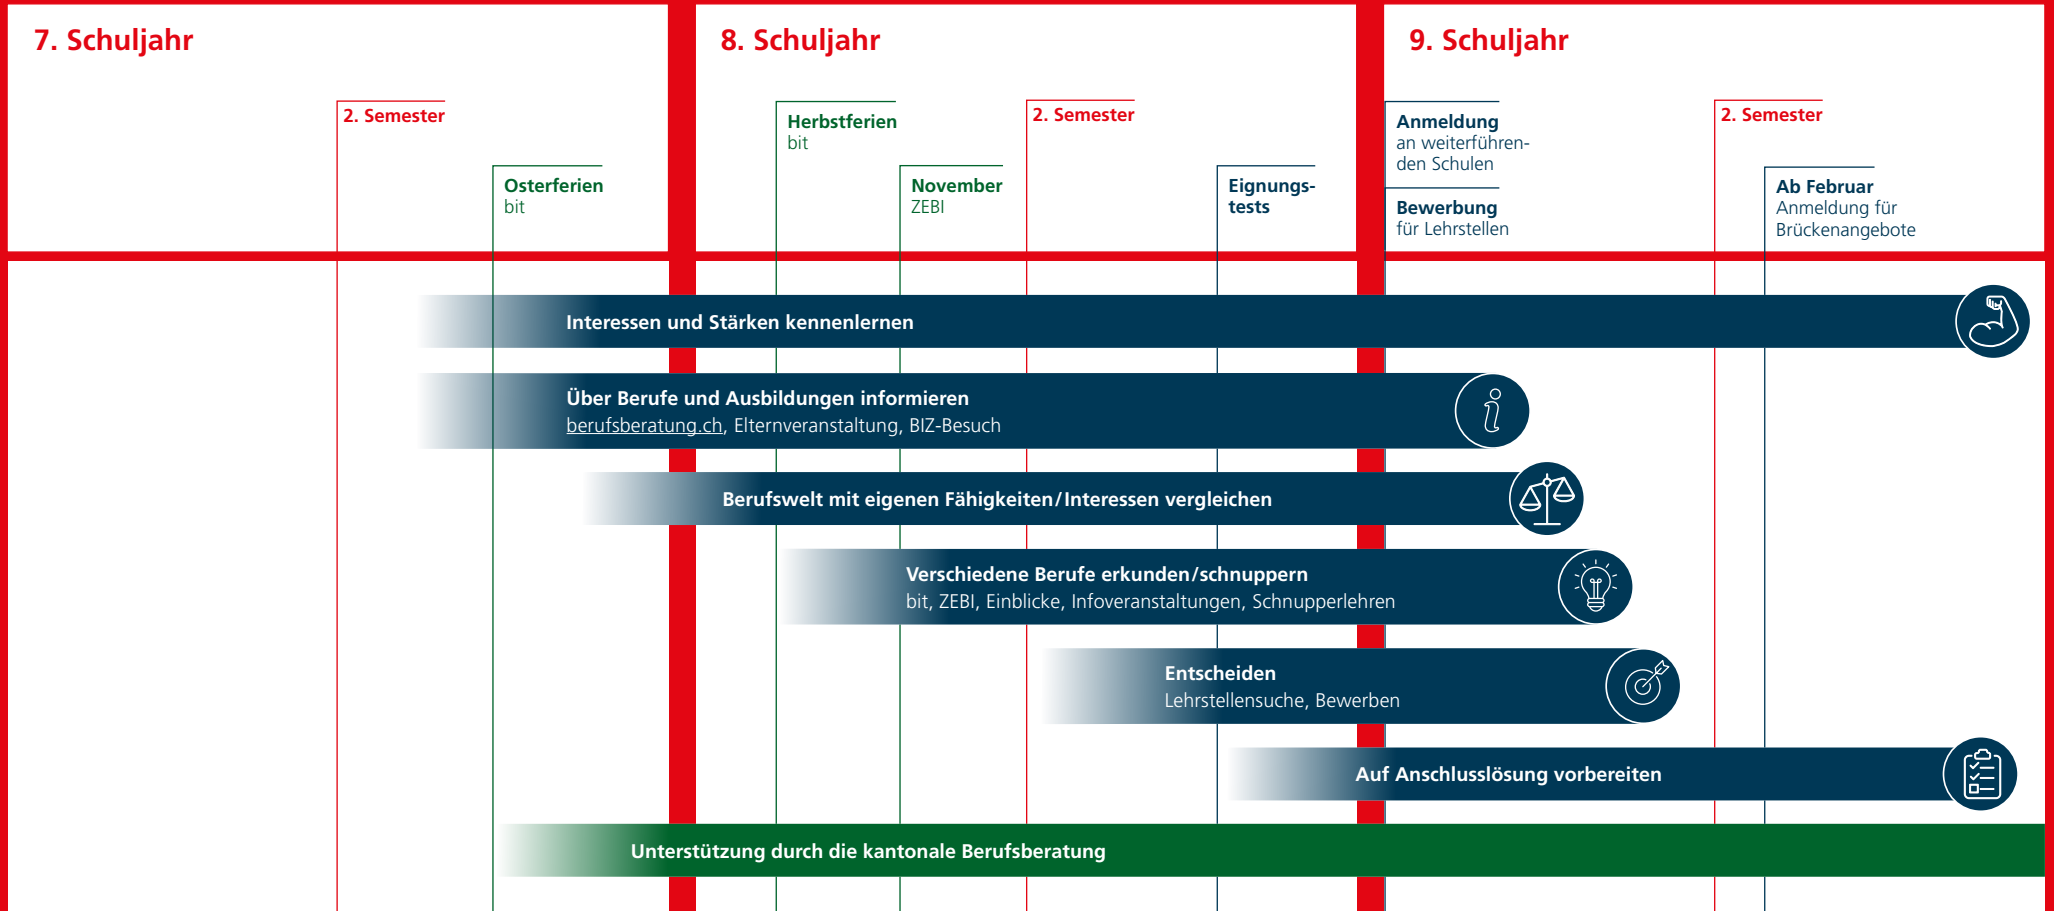 7. Schuljahr
2. Semester
Osterferien
bit
8. Schuljahr
Herbstferien
bit
November
ZEBI
2. Semester
Eignungs-
tests
9. Schuljahr
Anmeldung
an weiterführen-
den Schulen
Bewerbung
für Lehrstellen
2. Semester
Ab Februar
Anmeldung für
Brückenangebote
Interessen und Stärken kennenlernen
Über Berufe und Ausbildungen informieren
berufsberatung.ch, Elternveranstaltung, BIZ-Besuch
Berufswelt mit eigenen Fähigkeiten/Interessen vergleichen
Verschiedene Berufe erkunden/schnuppern
bit, ZEBI, Einblicke, Infoveranstaltungen, Schnupperlehren
Entscheiden
Lehrstellensuche, Bewerben
Auf Anschlusslösung vorbereiten
Unterstützung durch die kantonale Berufsberatung